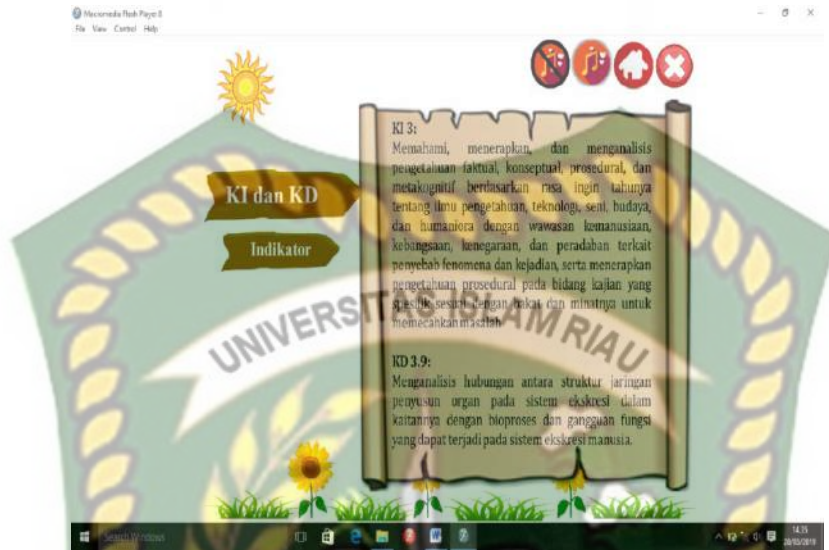 Macromedia Flash Player 8
File View Control Help
KI dan KD
Indikator
KI 3:
Memahami, menerapkan, dan menganalisis
pengetahuan faktual, konseptual, prosedural, dan
metakognitif berdasarkan rasa ingin tahunya
tentang ilmu pengetahuan, teknologi, seni, budaya,
dan humaniora dengan wawasan kemanusiaan,
kebangsaan, kenegaraan, dan peradaban terkait
penyebab fenomena dan kejadian, serta menerapkan
pengetahuan prosedural pada bidang kajian yang
spesifik sesuai dengan bakat dan minatnya untuk
memecahkan masalah
KD 3.9:
Menganalisis hubungan antara struktur jaringan
penyusun organ pada sistem ekskresi dalam
kaitannya dengan bioproses dan gangguan fungsi
yang dapat terjadi pada sistem ekskresi manusia.
UNIVERSITAS ISLAM RIAU
Search Windows
14.15